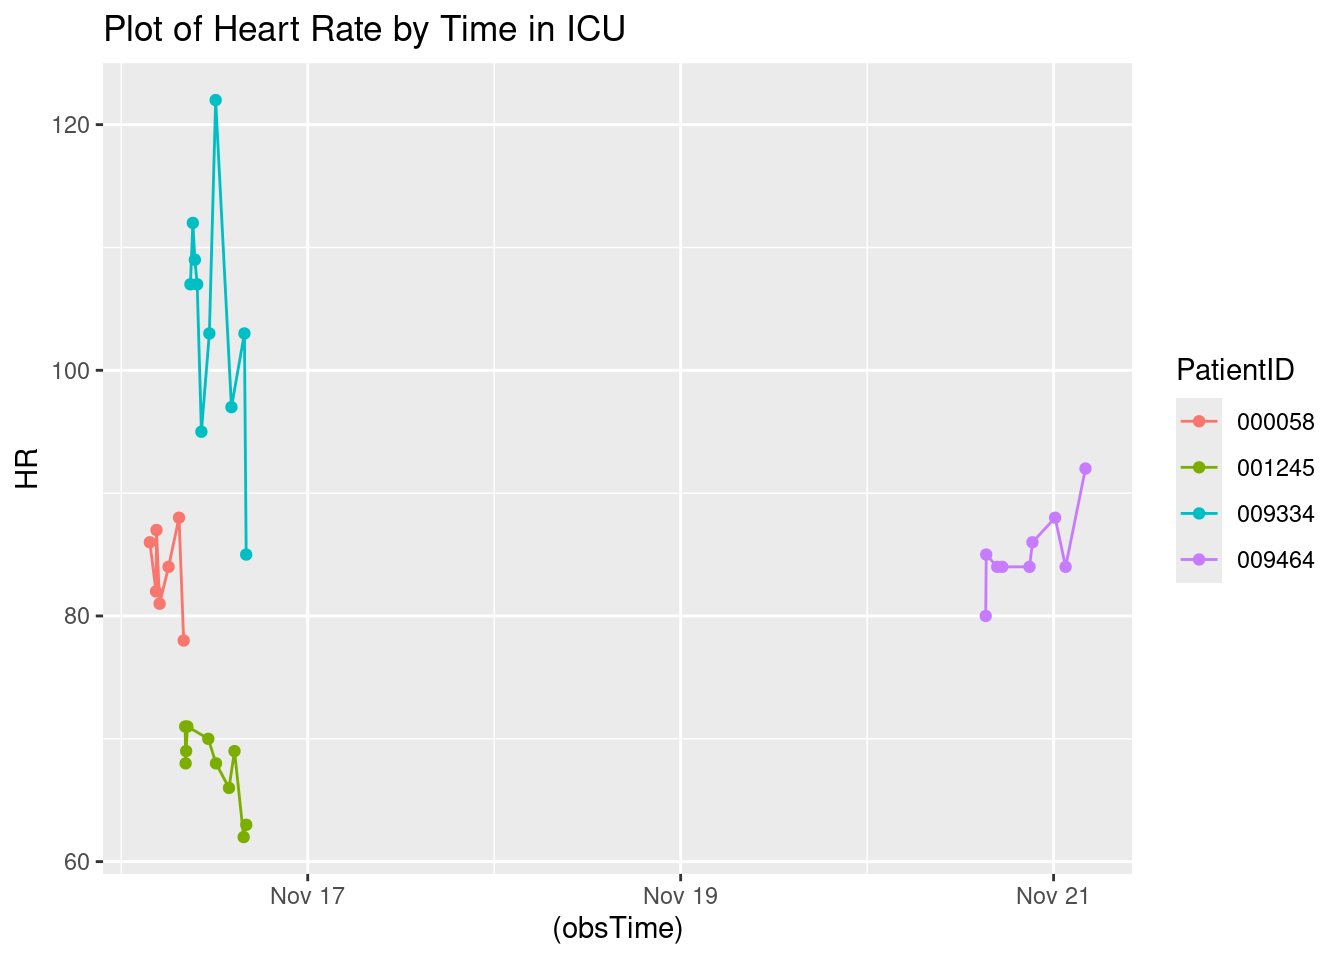 Plot of Heart Rate by Time in ICU
120
100
80
60
HR
Nov 17
Nov 19
Nov 21
(obsTime)
PatientID
000058
001245
009334
009464